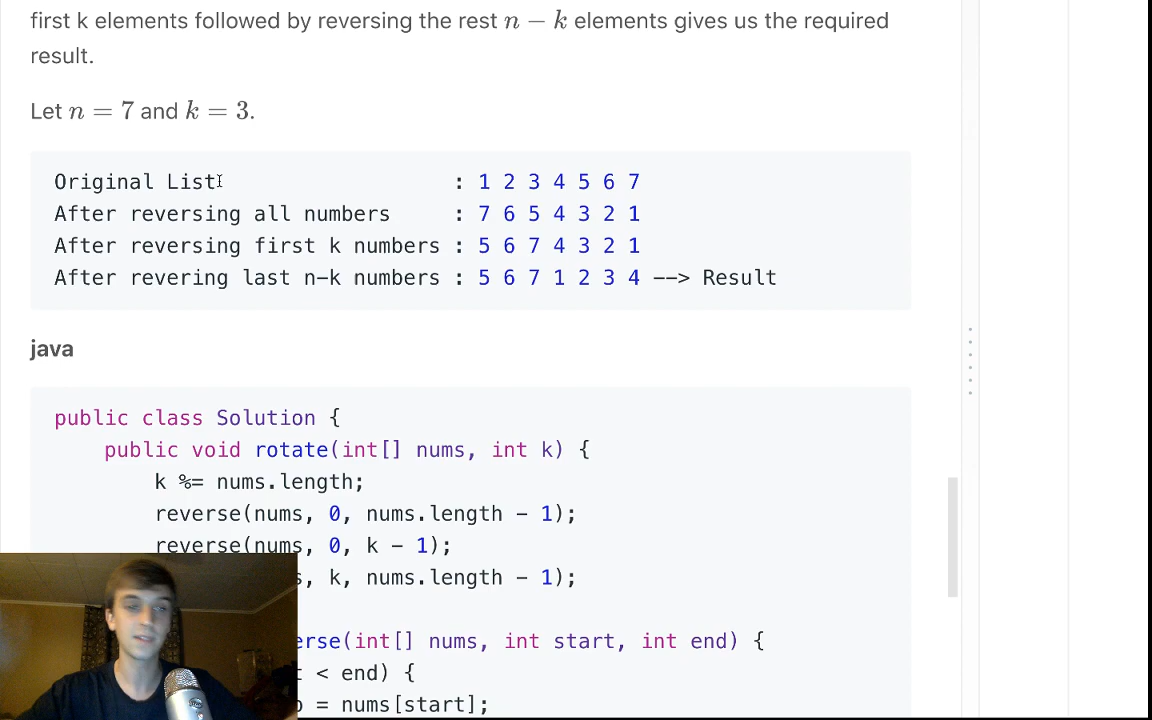 first k elements followed by reversing the rest n − k elements gives us the required
result.
Let n = 7 and k = 3.
Original List : 1 2 3 4 5 6 7
After reversing all numbers : 7 6 5 4 3 2 1
After reversing first k numbers : 5 6 7 4 3 2 1
After revering last n-k numbers : 5 6 7 1 2 3 4 --> Result
java
public class Solution {
public void rotate(int[] nums, int k) {
k %= nums.length;
reverse(nums, 0, nums.length - 1);
reverse(nums, 0, k - 1);
, k, nums.length - 1);
erse(int[] nums, int start, int end) {
< end) {
= nums[start];